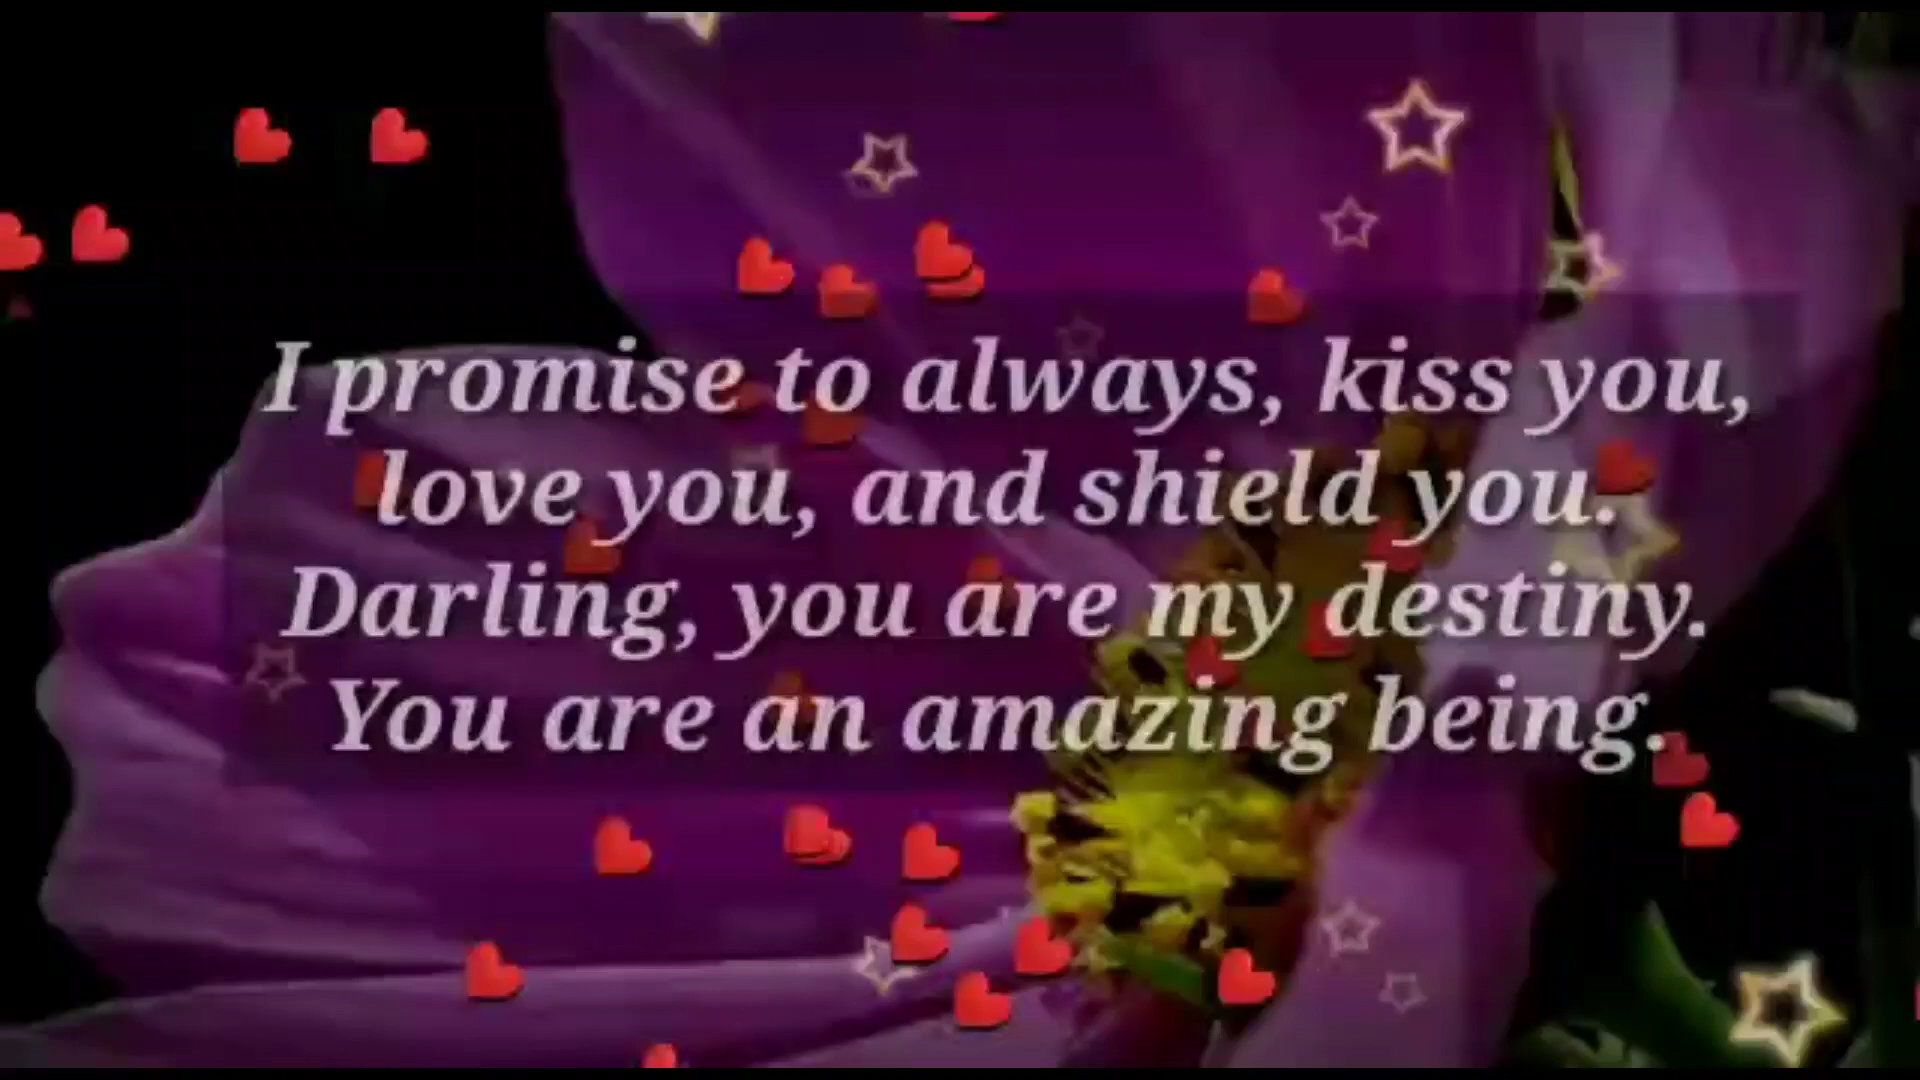 I promise to always, kiss you,
love you, and shield you.
Darling, you are my destiny.
You are an amazing being.